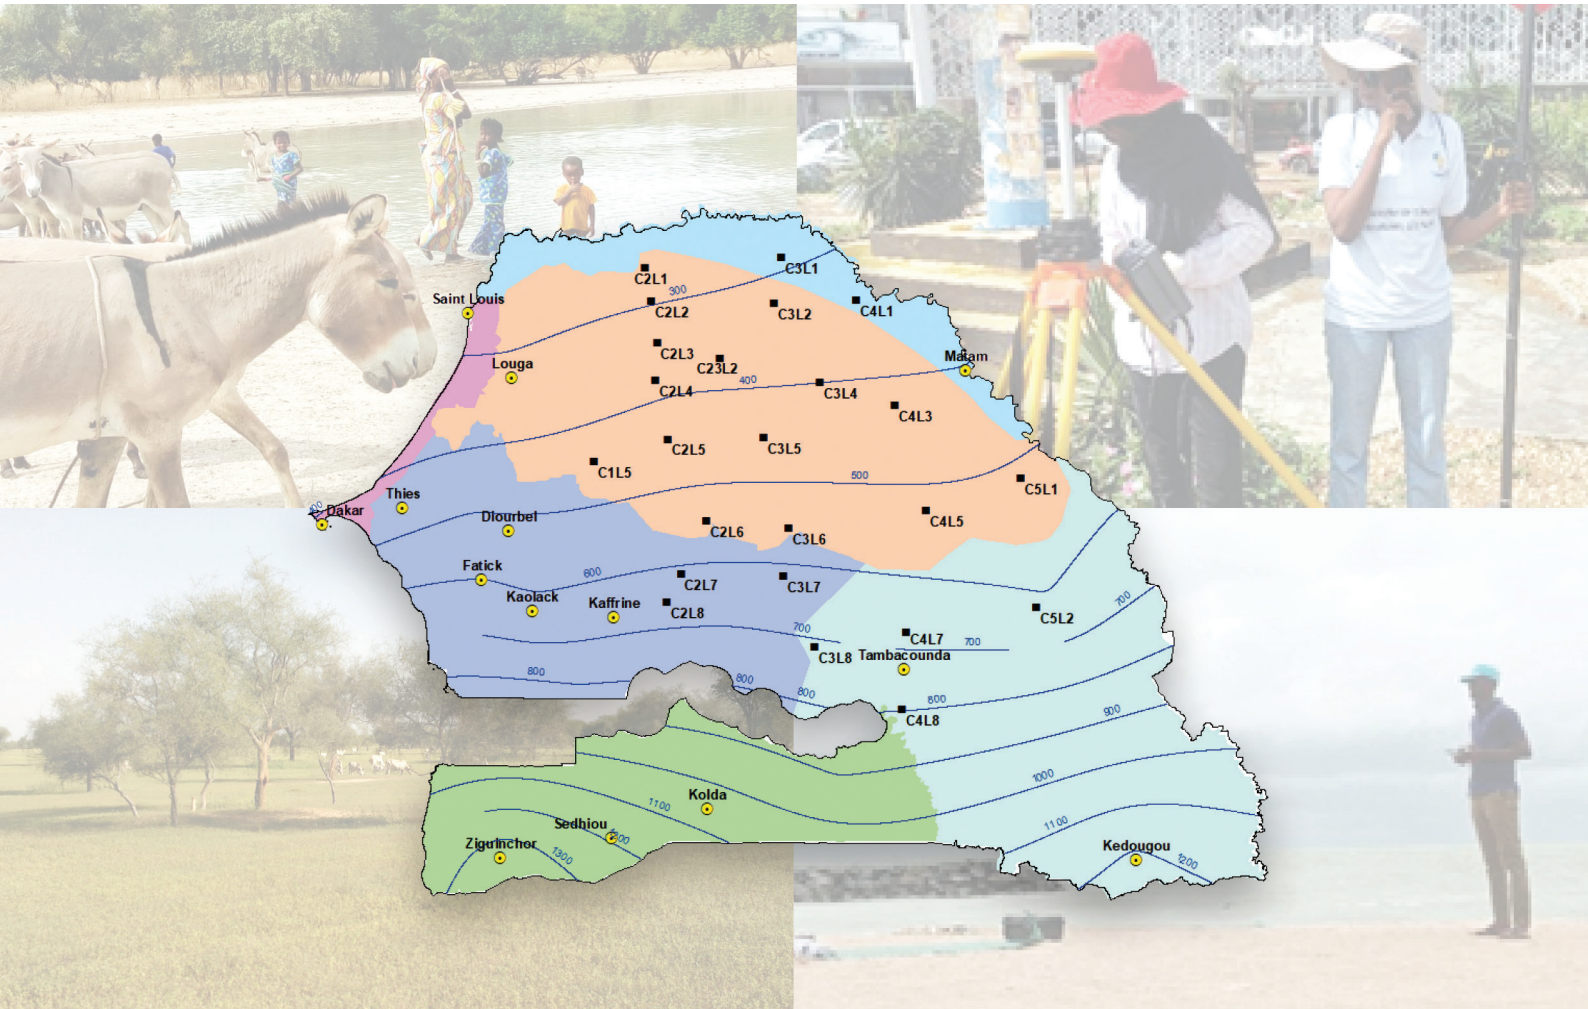 C3L1
C2L1
300
Saint Louis
C2L2
C3L2
C4L1
C2L3
C23L2
Matam
Louga
400
C2L4
C3L4
C4L3
C2L5
C3L5
C1L5
500
C5L1
Thies
Dakar
Diourbel
C2L6
C3L6
C4L5
Fatick
600
C2L7
C3L7
Kaolack
Kaffrine
C2L8
700
C5L2
700
C4L7
700
C3L8
Tambacounda
800
800
800
800
C4L8
900
1000
Kolda
1100
Sedhiou
1100
Ziguinchor
1300
Kedougou
1200